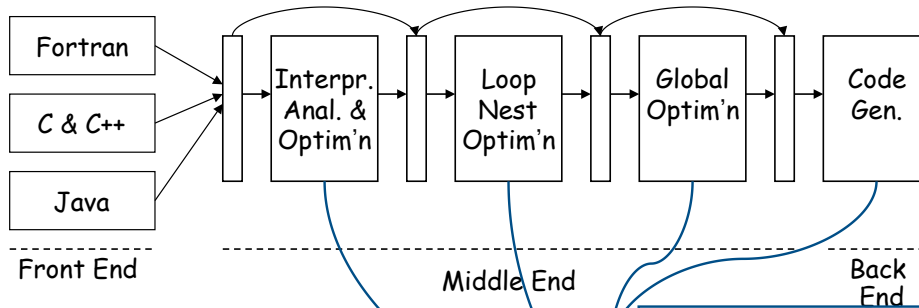 Fortran
C & C++
Java
Interpr.
Anal. &
Optim'n
Loop
Nest
Optim'n
Global
Optim'n
Code
Gen.
Front End
Middle End
Back
End